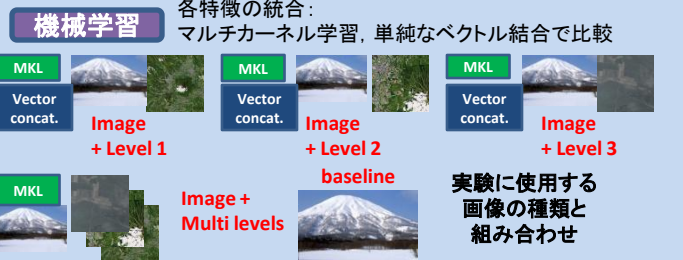 機械学習
各特徴の統合:
マルチカーネル学習, 単純なベクトル結合で比較
MKL
Vector
concat.
Image
+ Level 1
MKL
Vector
concat.
Image
+ Level 2
MKL
Vector
concat.
Image
+ Level 3
MKL
Image +
Multi levels
baseline
実験に使用する
画像の種類と
組み合わせ